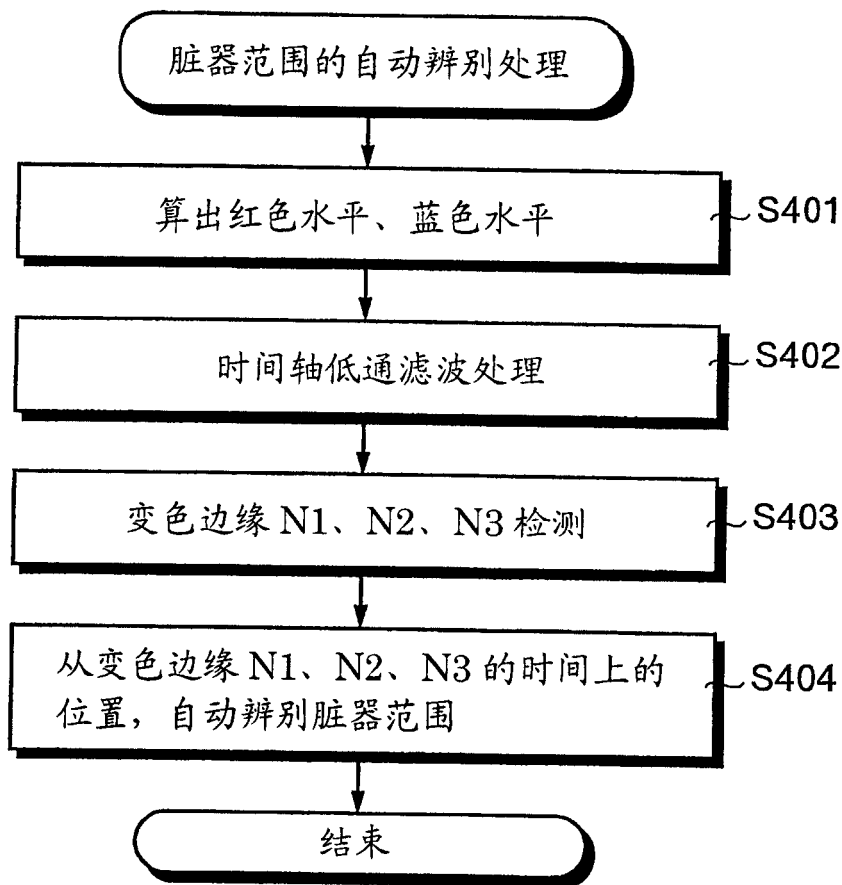 脏器范围的自动辨别处理
算出红色水平、蓝色水平
S401
时间轴低通滤波处理
S402
变色边缘 N1、N2、N3 检测
S403
从变色边缘 N1、N2、N3 的时间上的
位置，自动辨别脏器范围
S404
结束